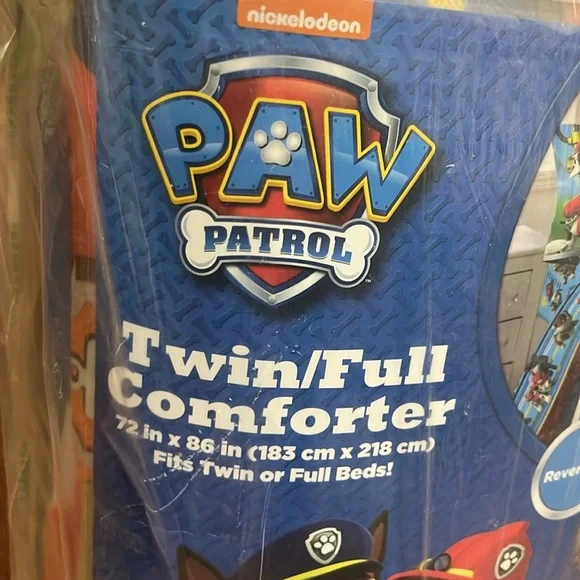 nickelodeon
PAW
PATROL
Twin/Full
Comforter
72 in x 86 in (183 cm x 218 cm)
Fits Twin or Full Beds!